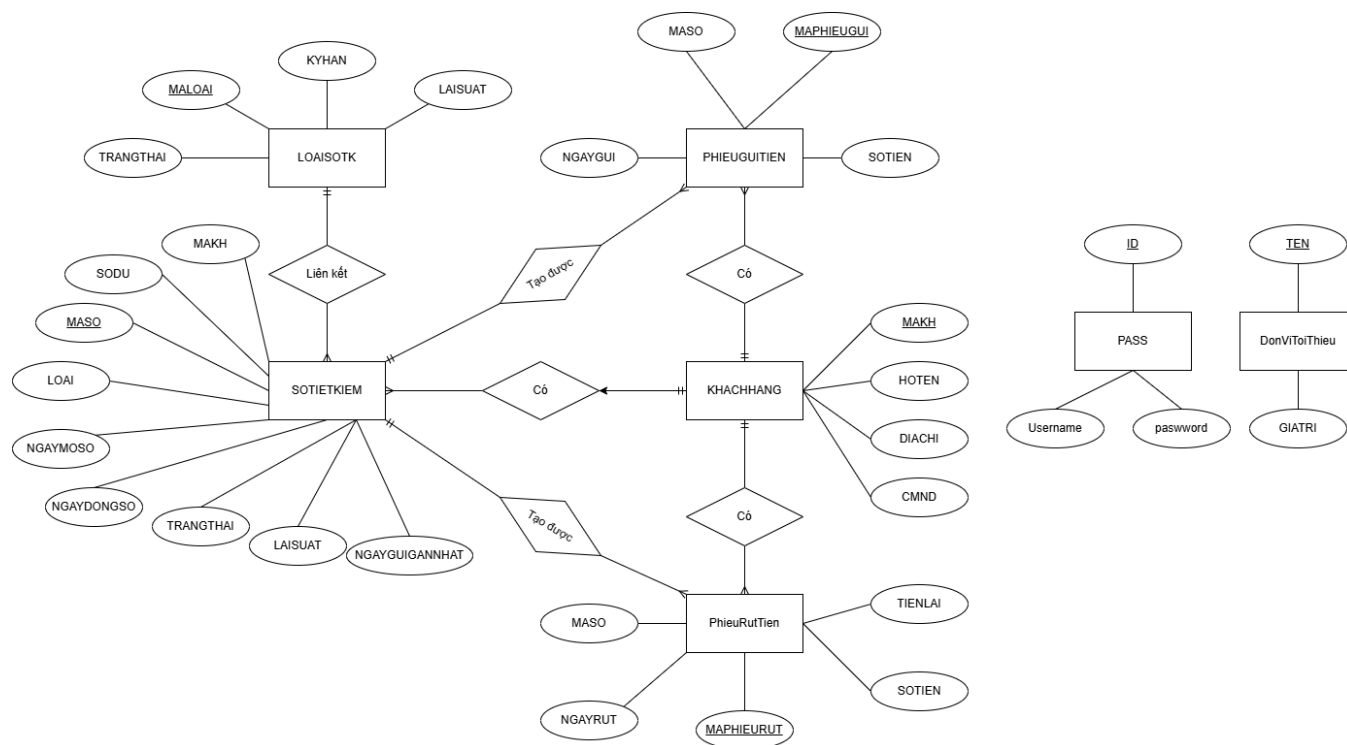 MASO
MAPHIEUGUI
KYHAN
MALOAI
LAISUAT
TRANGTHAI
LOAISOTK
NGAYGUI
PHIEUGUITIEN
SOTIEN
MAKH
SODU
Liên kết
Tạo được
Có
ID
TEN
MASO
MAKH
PASS
DonViToiThieu
LOAI
SOTIETKIEM
Có
KHACHHANG
HOTEN
NGAYMOSO
DIACHI
Username
paswword
GIATRI
NGAYDONGSO
CMND
TRANGTHAI
LAISUAT
NGAYGUIGANNHAT
Tạo được
Có
TIENLAI
MASO
PhieuRutTien
SOTIEN
NGAYRUT
MAPHIEURUT